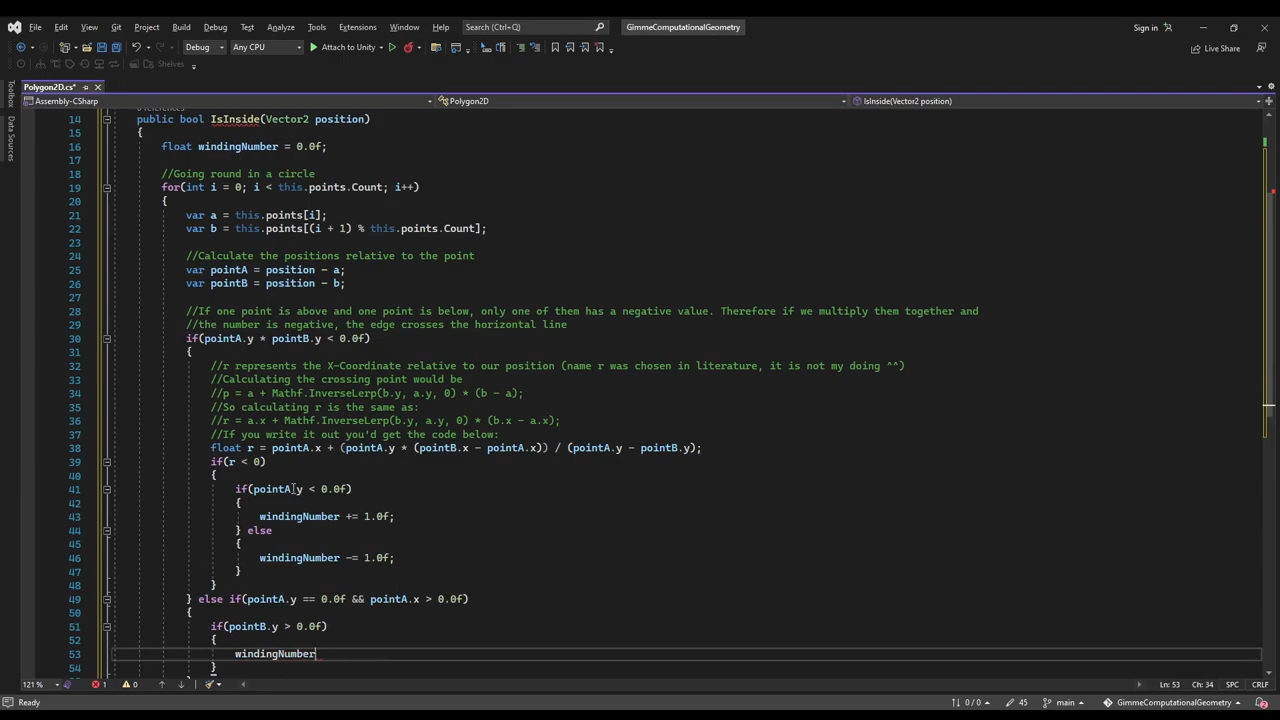 File Edit View Git Project Build Debug Test Analyze Tools Extensions Window Help Search (Ctrl+Q) GimmeComputationalGeometry Sign in
Debug Any CPU Attach to Unity Live Share
Shelves
Toolbox
Data Sources
Polygon2D.cs*
Assembly-CSharp Polygon2D IsInside(Vector2 position)
14 public bool IsInside(Vector2 position)
15 {
16 float windingNumber = 0.0f;
17
18 //Going round in a circle
19 for(int i = 0; i < this.points.Count; i++)
20 {
21 var a = this.points[i];
22 var b = this.points[(i + 1) % this.points.Count];
23
24 //Calculate the positions relative to the point
25 var pointA = position - a;
26 var pointB = position - b;
27
28 //If one point is above and one point is below, only one of them has a negative value. Therefore if we multiply them together and
29 //the number is negative, the edge crosses the horizontal line
30 if(pointA.y * pointB.y < 0.0f)
31 {
32 //r represents the X-Coordinate relative to our position (name r was chosen in literature, it is not my doing ^^)
33 //Calculating the crossing point would be
34 //p = a + Mathf.InverseLerp(b.y, a.y, 0) * (b - a);
35 //So calculating r is the same as:
36 //r = a.x + Mathf.InverseLerp(b.y, a.y, 0) * (b.x - a.x);
37 //If you write it out you'd get the code below:
38 float r = pointA.x + (pointA.y * (pointB.x - pointA.x)) / (pointA.y - pointB.y);
39 if(r < 0)
40 {
41 if(pointA.y < 0.0f)
42 {
43 windingNumber += 1.0f;
44 } else
45 {
46 windingNumber -= 1.0f;
47 }
48 }
49 } else if(pointA.y == 0.0f && pointA.x > 0.0f)
50 {
51 if(pointB.y > 0.0f)
52 {
53 windingNumber
54 }
121 % 1 0 Ln: 53 Ch: 34 SPC CRLF
Ready 0 / 0 45 main GimmeComputationalGeometry 2